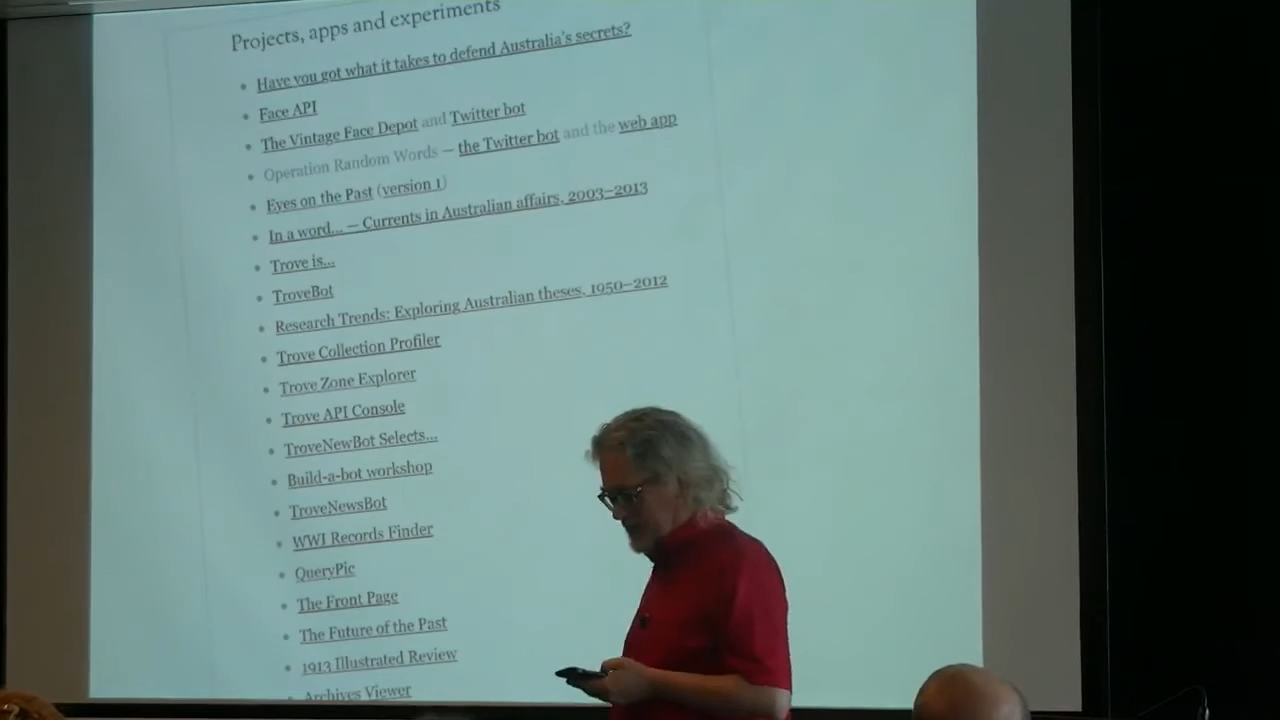 Projects, apps and experiments
Have you got what it takes to defend Australia's secrets?
Face API
The Vintage Face Depot and Twitter bot
Operation Random Words — the Twitter bot and the web app
Eyes on the Past (version 1)
In a word... — Currents in Australian affairs, 2003–2013
Trove is...
TroveBot
Research Trends: Exploring Australian theses, 1950–2012
Trove Collection Profiler
Trove Zone Explorer
Trove API Console
TroveNewBot Selects...
Build-a-bot workshop
TroveNewsBot
WWI Records Finder
QueryPic
The Front Page
The Future of the Past
1913 Illustrated Review
Archives Viewer